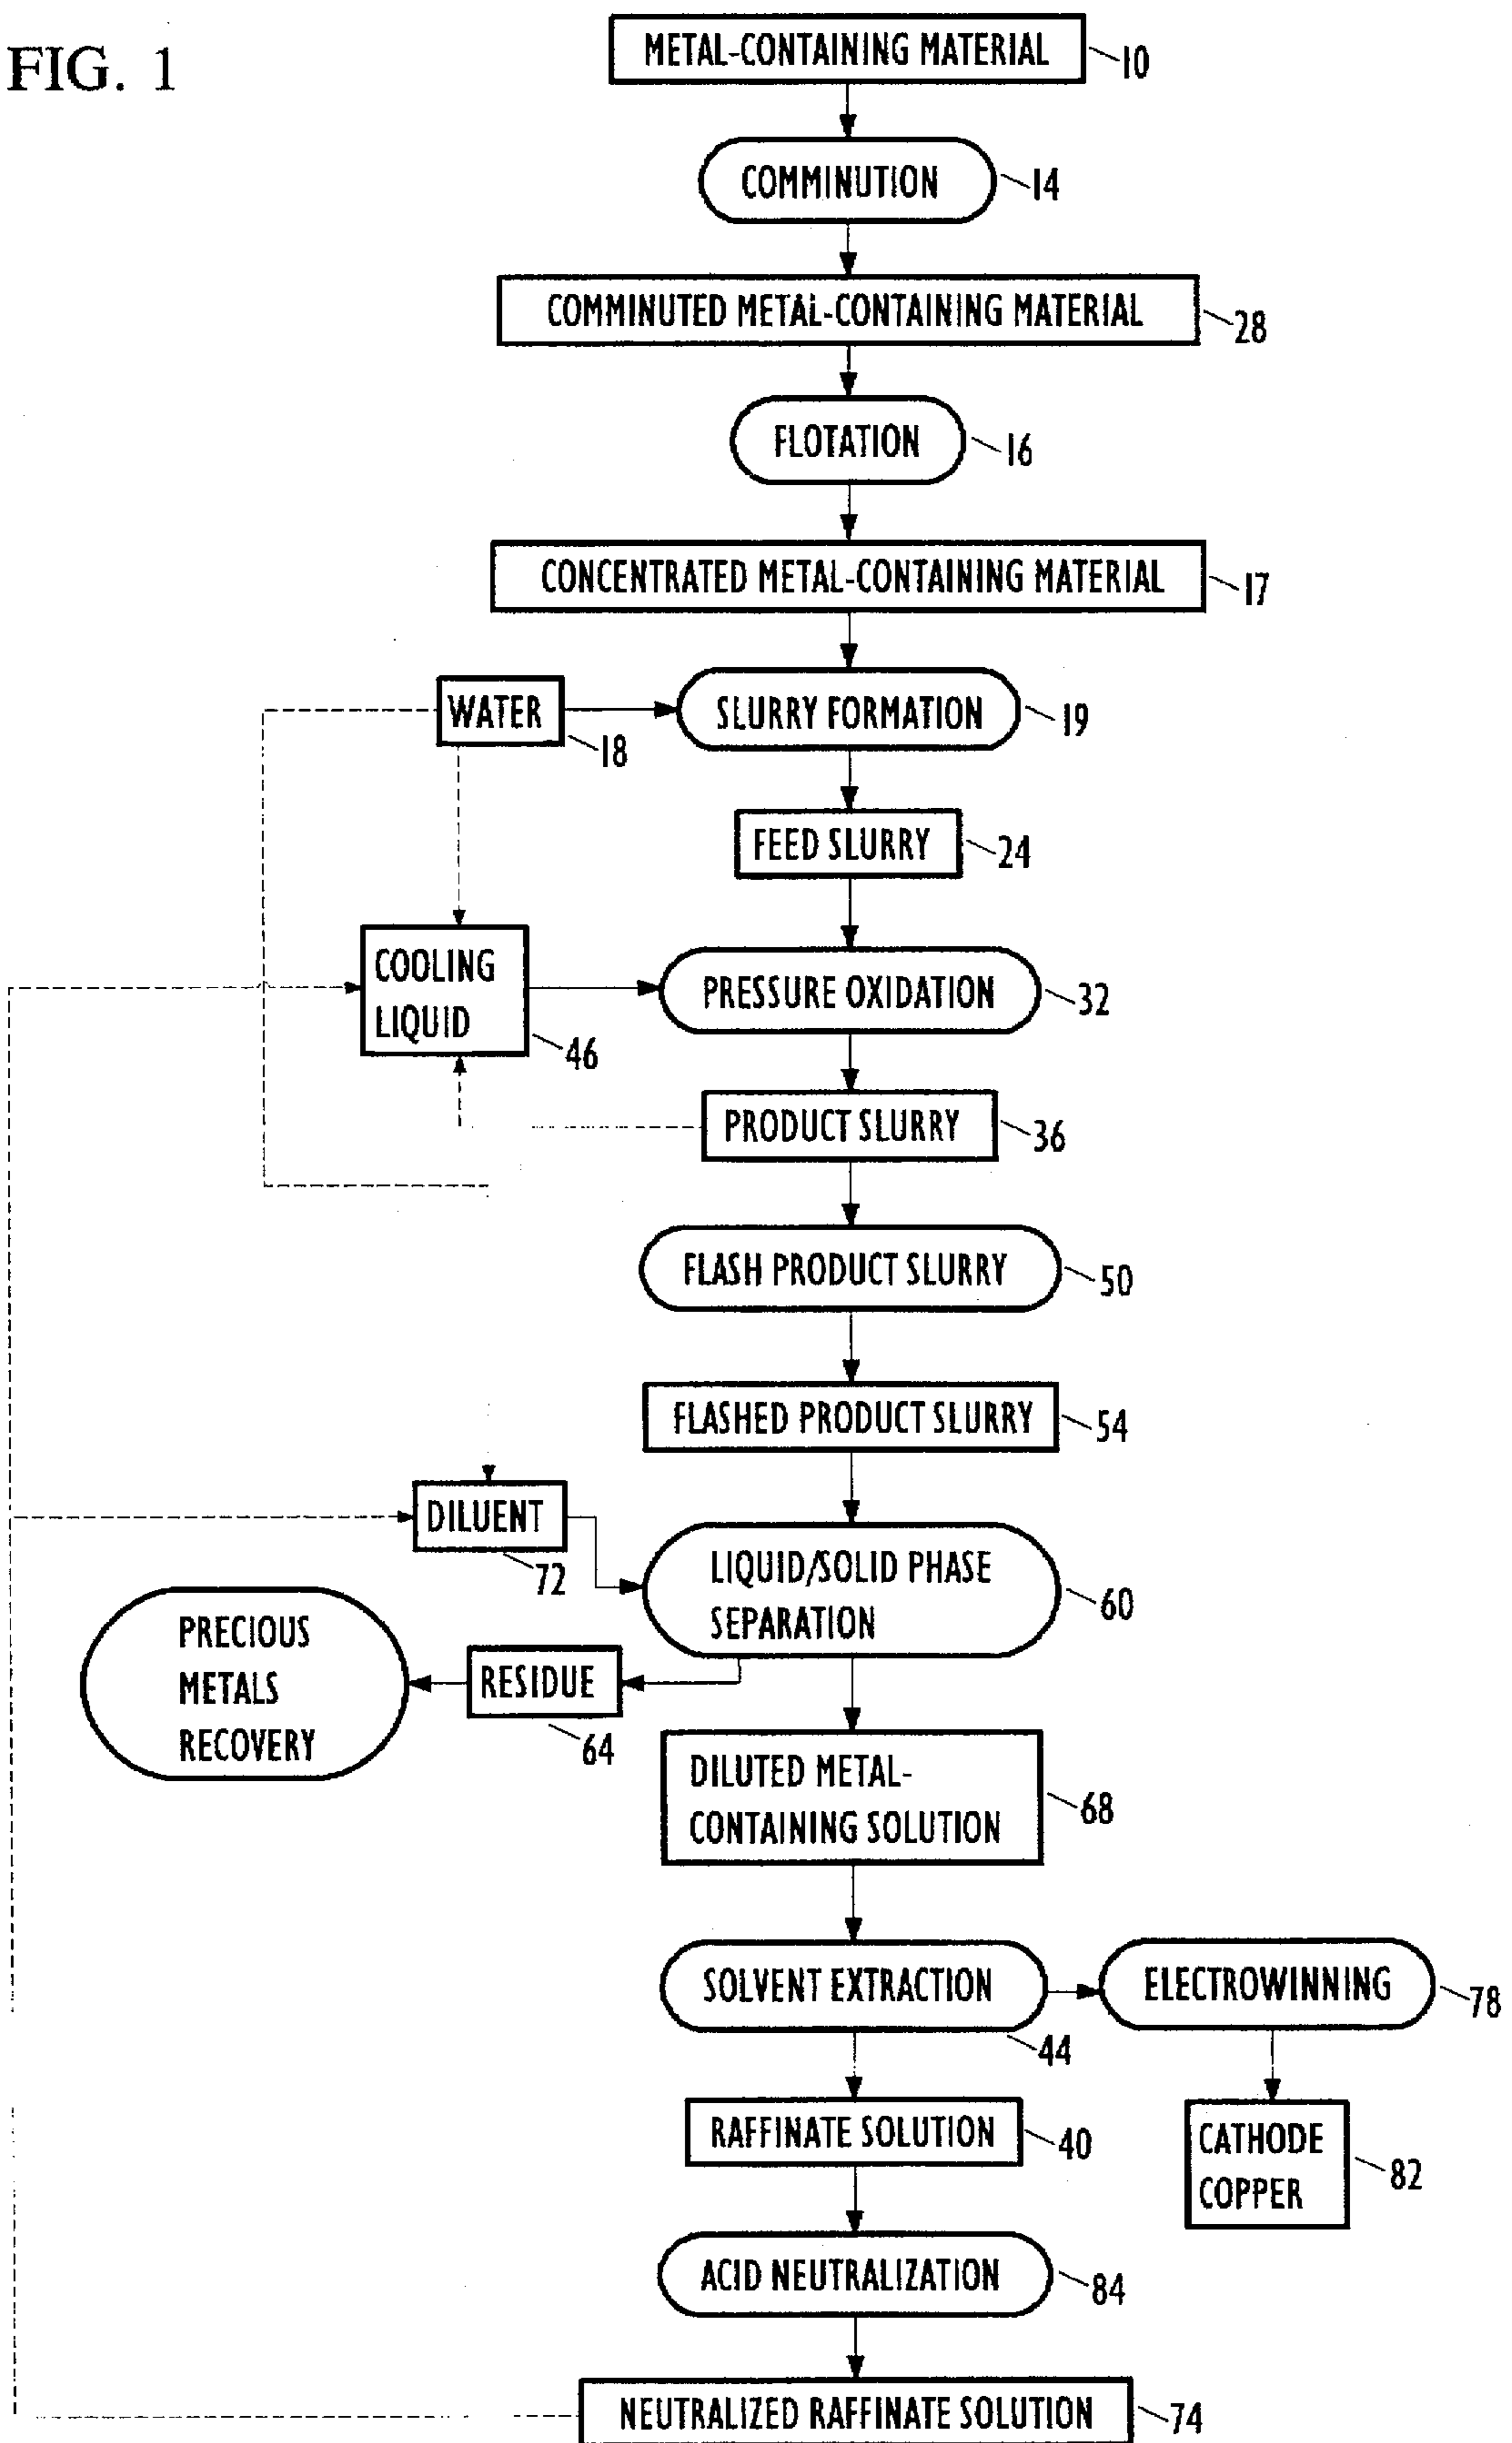 FIG. 1
METAL-CONTAINING MATERIAL
10
COMMINUTION
14
COMMINUTED METAL-CONTAINING MATERIAL
28
FLOTATION
16
CONCENTRATED METAL-CONTAINING MATERIAL
17
WATER
18
SLURRY FORMATION
19
FEED SLURRY
24
COOLING
LIQUID
46
PRESSURE OXIDATION
32
PRODUCT SLURRY
36
FLASH PRODUCT SLURRY
50
FLASHED PRODUCT SLURRY
54
DILUENT
72
LIQUID/SOLID PHASE
SEPARATION
60
PRECIOUS
METALS
RECOVERY
RESIDUE
64
DILUTED METAL-
CONTAINING SOLUTION
68
SOLVENT EXTRACTION
44
ELECTROWINNING
78
RAFFINATE SOLUTION
40
CATHODE
COPPER
82
ACID NEUTRALIZATION
84
NEUTRALIZED RAFFINATE SOLUTION
74